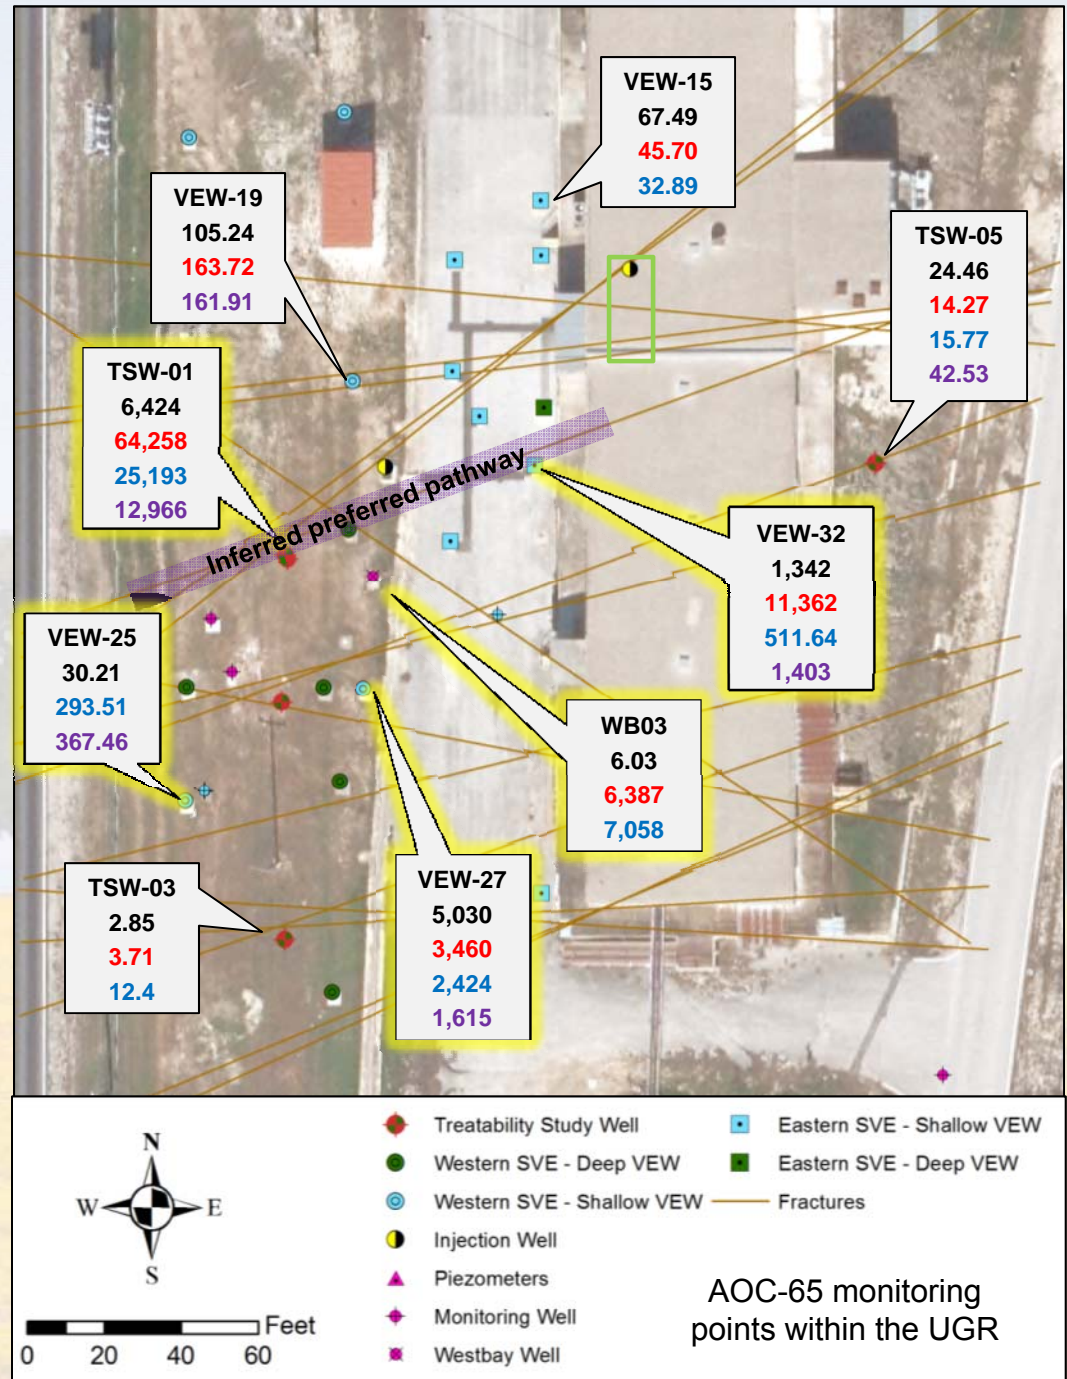 VEW-15
67.49
45.70
32.89
VEW-19
105.24
163.72
161.91
TSW-05
24.46
14.27
15.77
42.53
TSW-01
6,424
64,258
25,193
12,966
Inferred preferred pathway
VEW-32
1,342
11,362
511.64
1,403
VEW-25
30.21
293.51
367.46
WB03
6.03
6,387
7,058
TSW-03
2.85
3.71
12.4
VEW-27
5,030
3,460
2,424
1,615
N
W E
S
Feet
0 20 40 60
Treatability Study Well
Western SVE - Deep VEW
Western SVE - Shallow VEW
Injection Well
Piezometers
Monitoring Well
Westbay Well
Eastern SVE - Shallow VEW
Eastern SVE - Deep VEW
Fractures
AOC-65 monitoring
points within the UGR